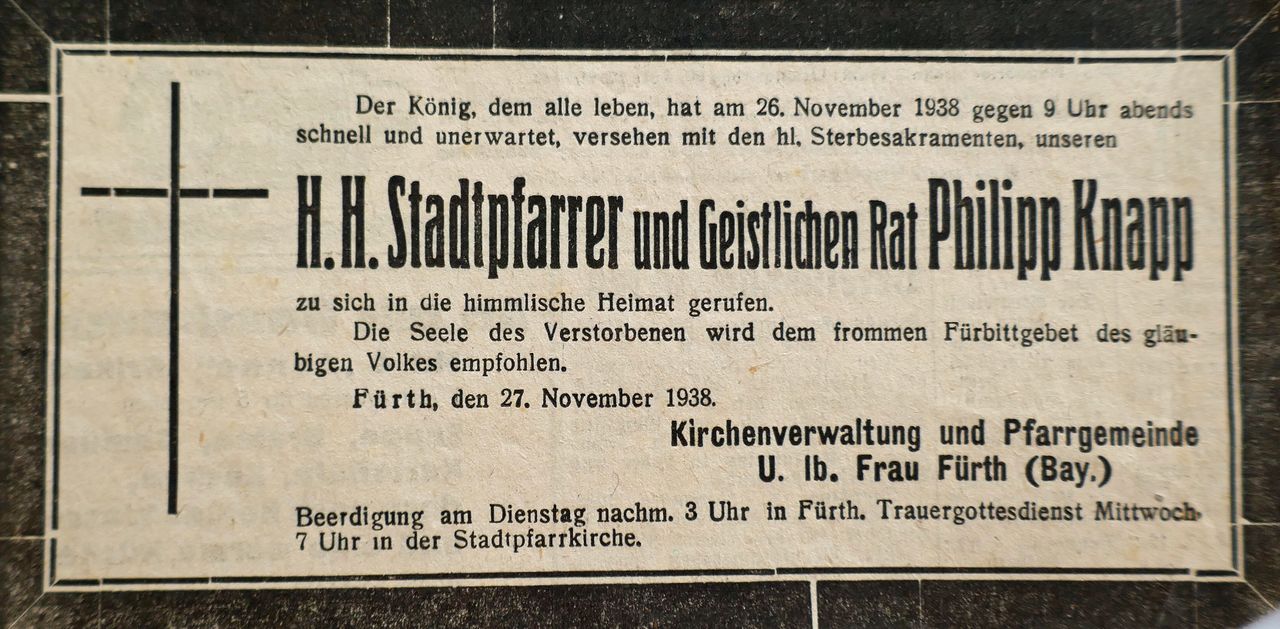 Der König, dem alle leben, hat am 26. November 1938 gegen 9 Uhr abends
schnell und unerwartet, versehen mit den hl. Sterbesakramenten, unseren
H. H. Stadtpfarrer und Geistlichen Rat Philipp Knapp
zu sich in die himmlische Heimat gerufen.
Die Seele des Verstorbenen wird dem frommen Fürbittgebet des gläu-
bigen Volkes empfohlen.
Fürth, den 27. November 1938.
Kirchenverwaltung und Pfarrgemeinde
U. lb. Frau Fürth (Bay.)
Beerdigung am Dienstag nachm. 3 Uhr in Fürth. Trauergottesdienst Mittwoch
7 Uhr in der Stadtpfarrkirche.